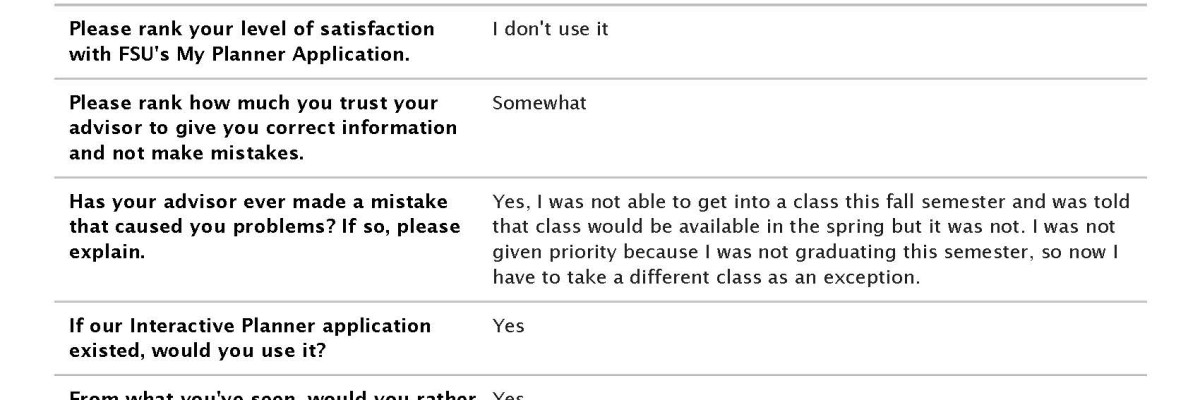 Please rank your level of satisfaction I don't use it
with FSU's My Planner Application.
Please rank how much you trust your Somewhat
advisor to give you correct information
and not make mistakes.
Has your advisor ever made a mistake Yes, I was not able to get into a class this fall semester and was told
that caused you problems? If so, please that class would be available in the spring but it was not. I was not
explain. given priority because I was not graduating this semester, so now I
have to take a different class as an exception.
If our Interactive Planner application Yes
existed, would you use it?
From what you've seen, would you rather Yes